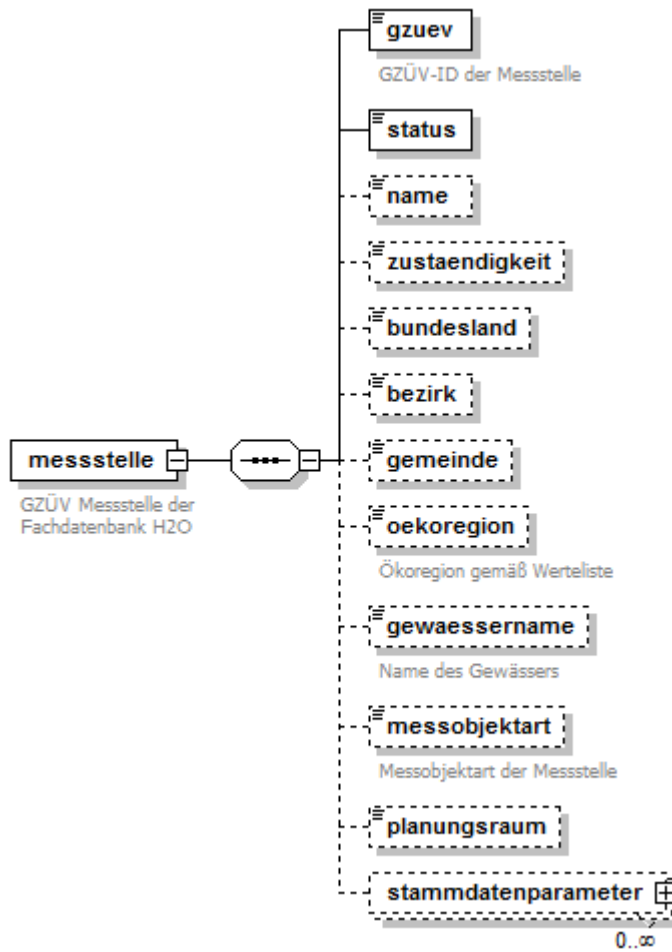 gzuev
GZÜV-ID der Messstelle
status
name
zustaendigkeit
bundesland
bezirk
messstelle
GZÜV Messstelle der
Fachdatenbank H2O
gemeinde
oekoregion
Ökoregion gemäß Werteliste
gewaessername
Name des Gewässers
messobjektart
Messobjektart der Messstelle
planungsraum
stammdatenparameter
0..∞